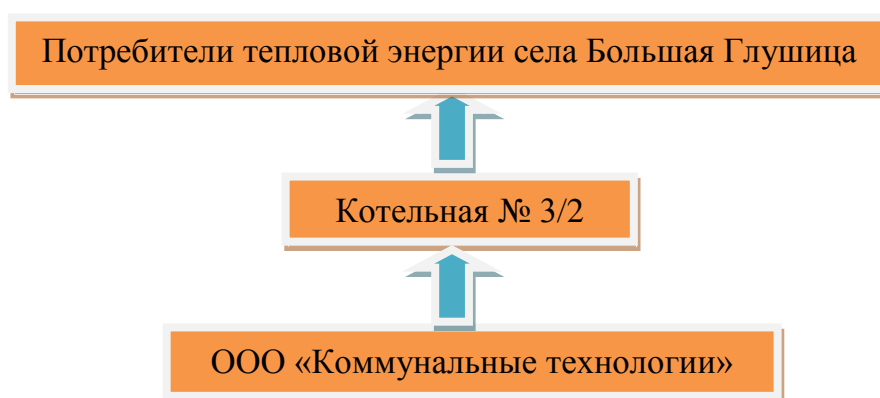 Потребители тепловой энергии села Большая Глушица
Котельная № 3/2
ООО «Коммунальные технологии»